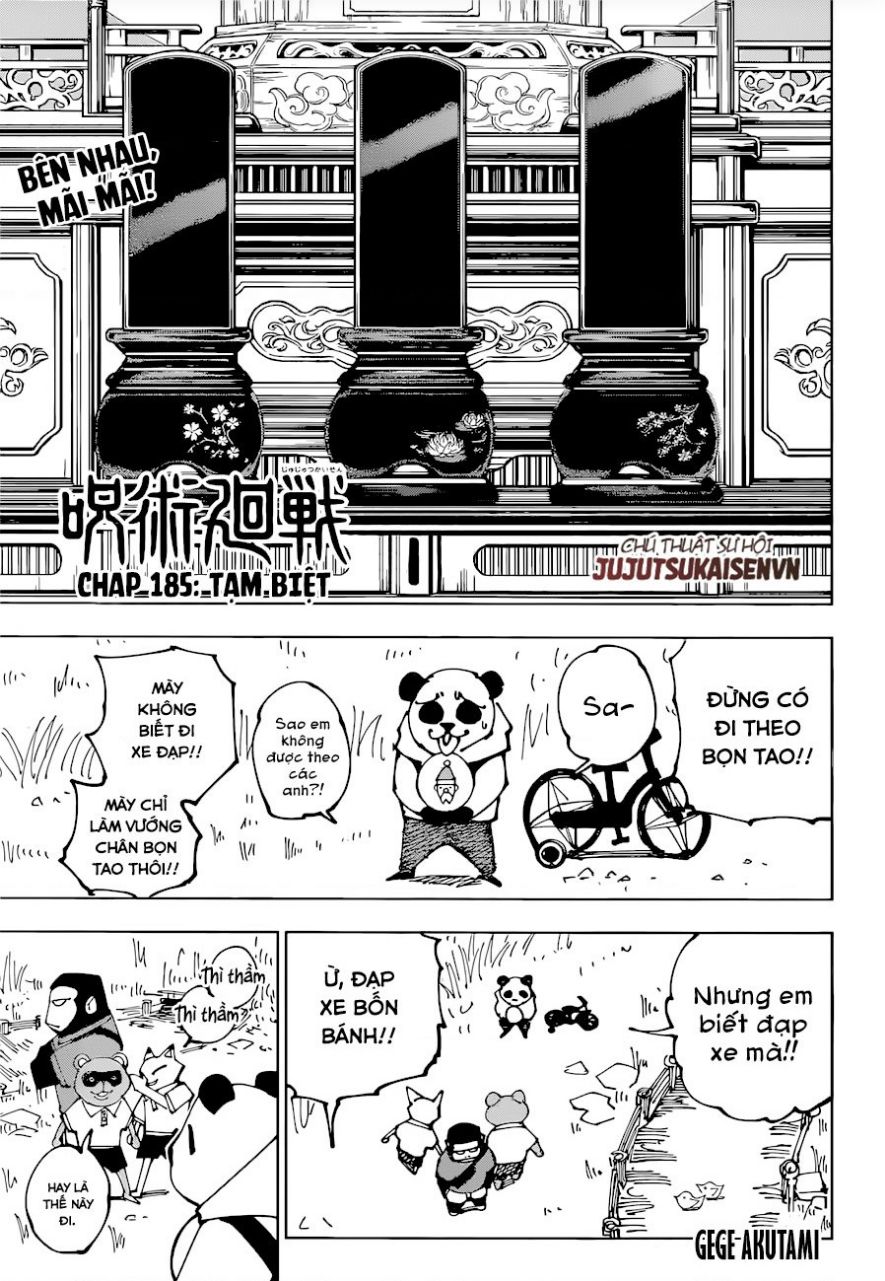 BÊN NHAU,
MÃI MÃI!
じゅじゅつかいせん
呪術廻戦
CHAP 185: TẠM BIỆT
CHÚ THUẬT SƯ HỘI
JUJUTSUKAISENVN
ĐỪNG CÓ
ĐI THEO
BỌN TAO!!
Sa-
Sao em
không
được theo
các
anh?!
MÀY
KHÔNG
BIẾT ĐI
XE ĐẠP!!
MÀY CHỈ
LÀM VƯỚNG
CHÂN BỌN
TAO THÔI!!
Nhưng em
biết đạp
xe mà!!
Ừ, ĐẠP
XE BỐN
BÁNH!!
Thì thầm
Thì thầm
HAY LÀ
THẾ NÀY
ĐI.
GEGE AKUTAMI